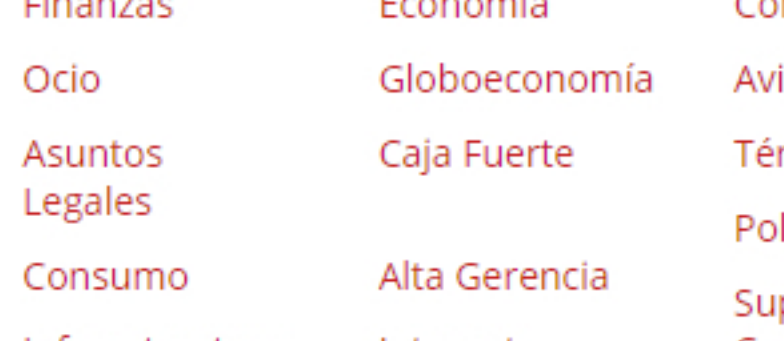 Finanzas
Economía
Ocio
Globoeconomía
Asuntos
Legales
Caja Fuerte
Consumo
Alta Gerencia